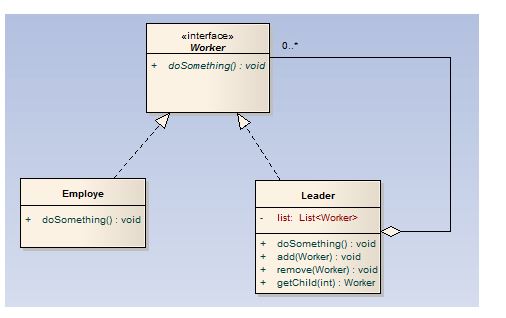 «interface»
Worker
0..*
+ doSomething() : void
Employe
+ doSomething() : void
Leader
- list: List<Worker>
+ doSomething() : void
+ add(Worker) : void
+ remove(Worker) : void
+ getChild(int) : Worker